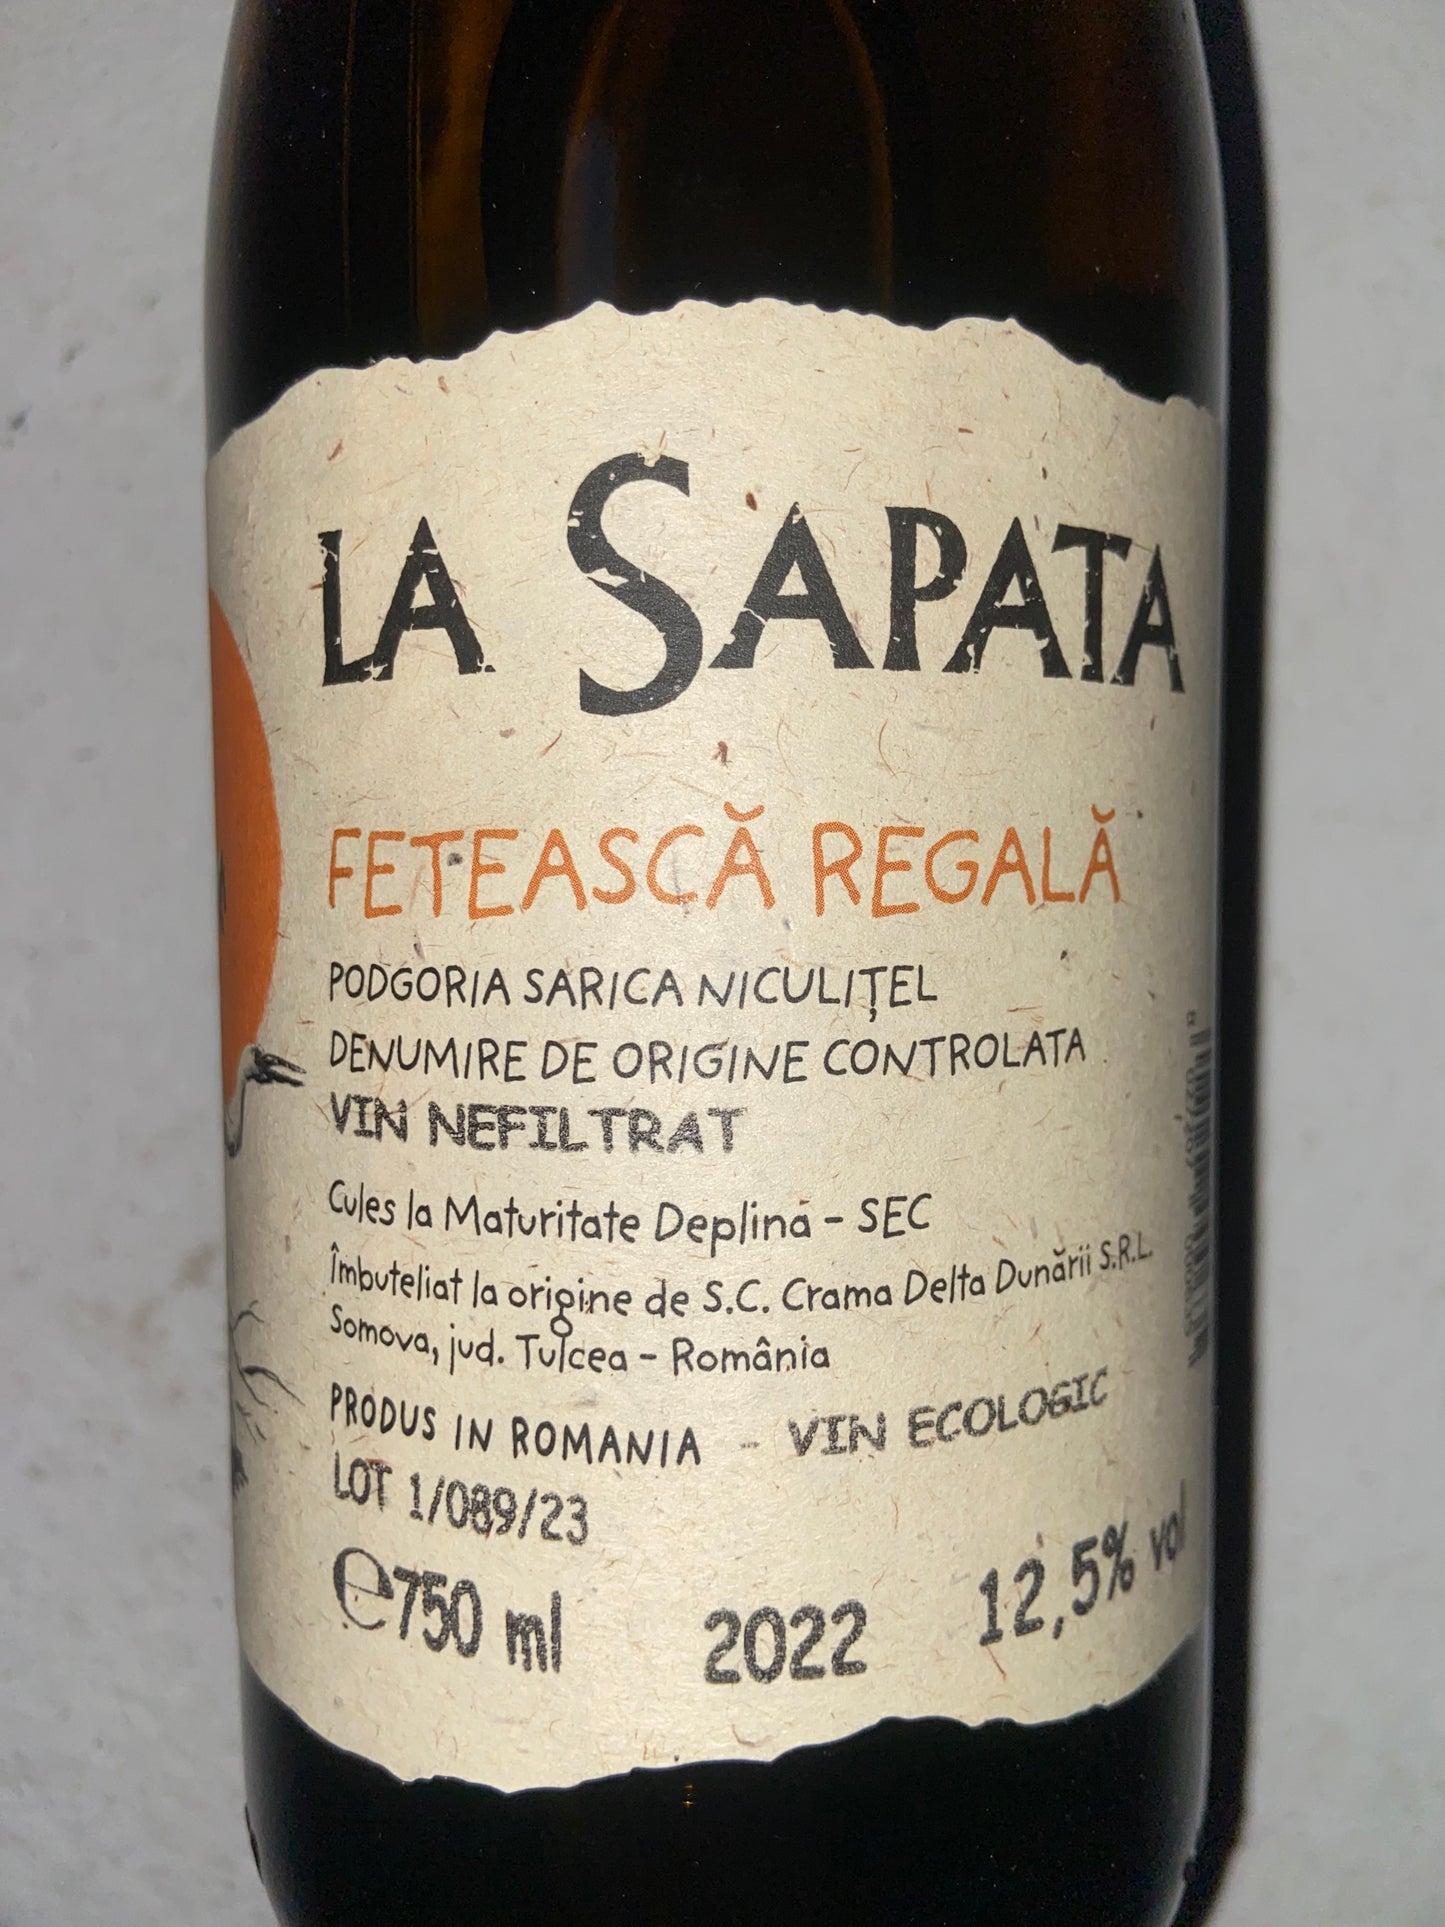 LA SAPATA
FETEASCĂ REGALĂ
PODGORIA SARICA NICULIȚEL
DENUMIRE DE ORIGINE CONTROLATA
VIN NEFILTRAT
Cules la Maturitate Deplină - SEC
Îmbuteliat la origine de S.C. Crama Delta Dunării S.R.L.
Somova, jud. Tulcea - România
PRODUS IN ROMANIA - VIN ECOLOGIC
LOT 1/089/23
℮750 ml 2022 12,5% vol